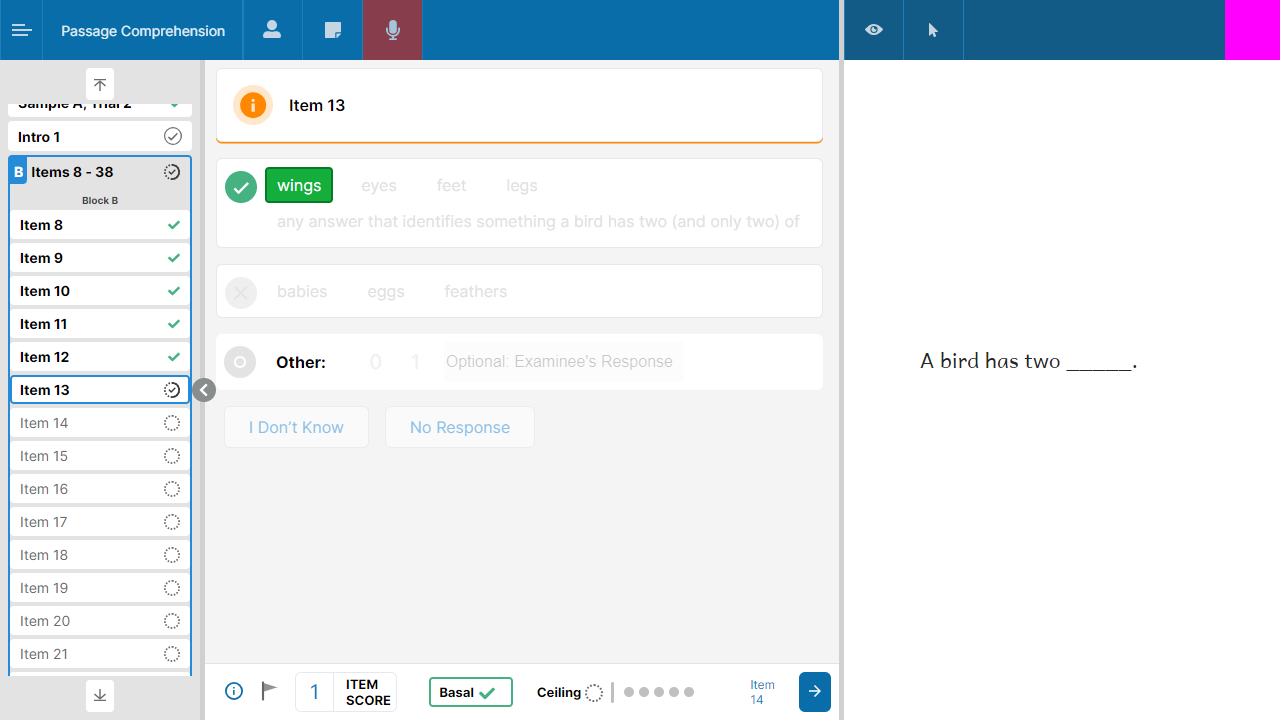 Passage Comprehension
Sample A, Trial 2
Intro 1
B Items 8 - 38
Block B
Item 8
Item 9
Item 10
Item 11
Item 12
Item 13
Item 14
Item 15
Item 16
Item 17
Item 18
Item 19
Item 20
Item 21
Item 13
wings eyes feet legs
any answer that identifies something a bird has two (and only two) of
babies eggs feathers
Other: 0 1 Optional: Examinee's Response
I Don’t Know No Response
1 ITEM SCORE
Basal
Ceiling
Item 14
A bird has two _____.